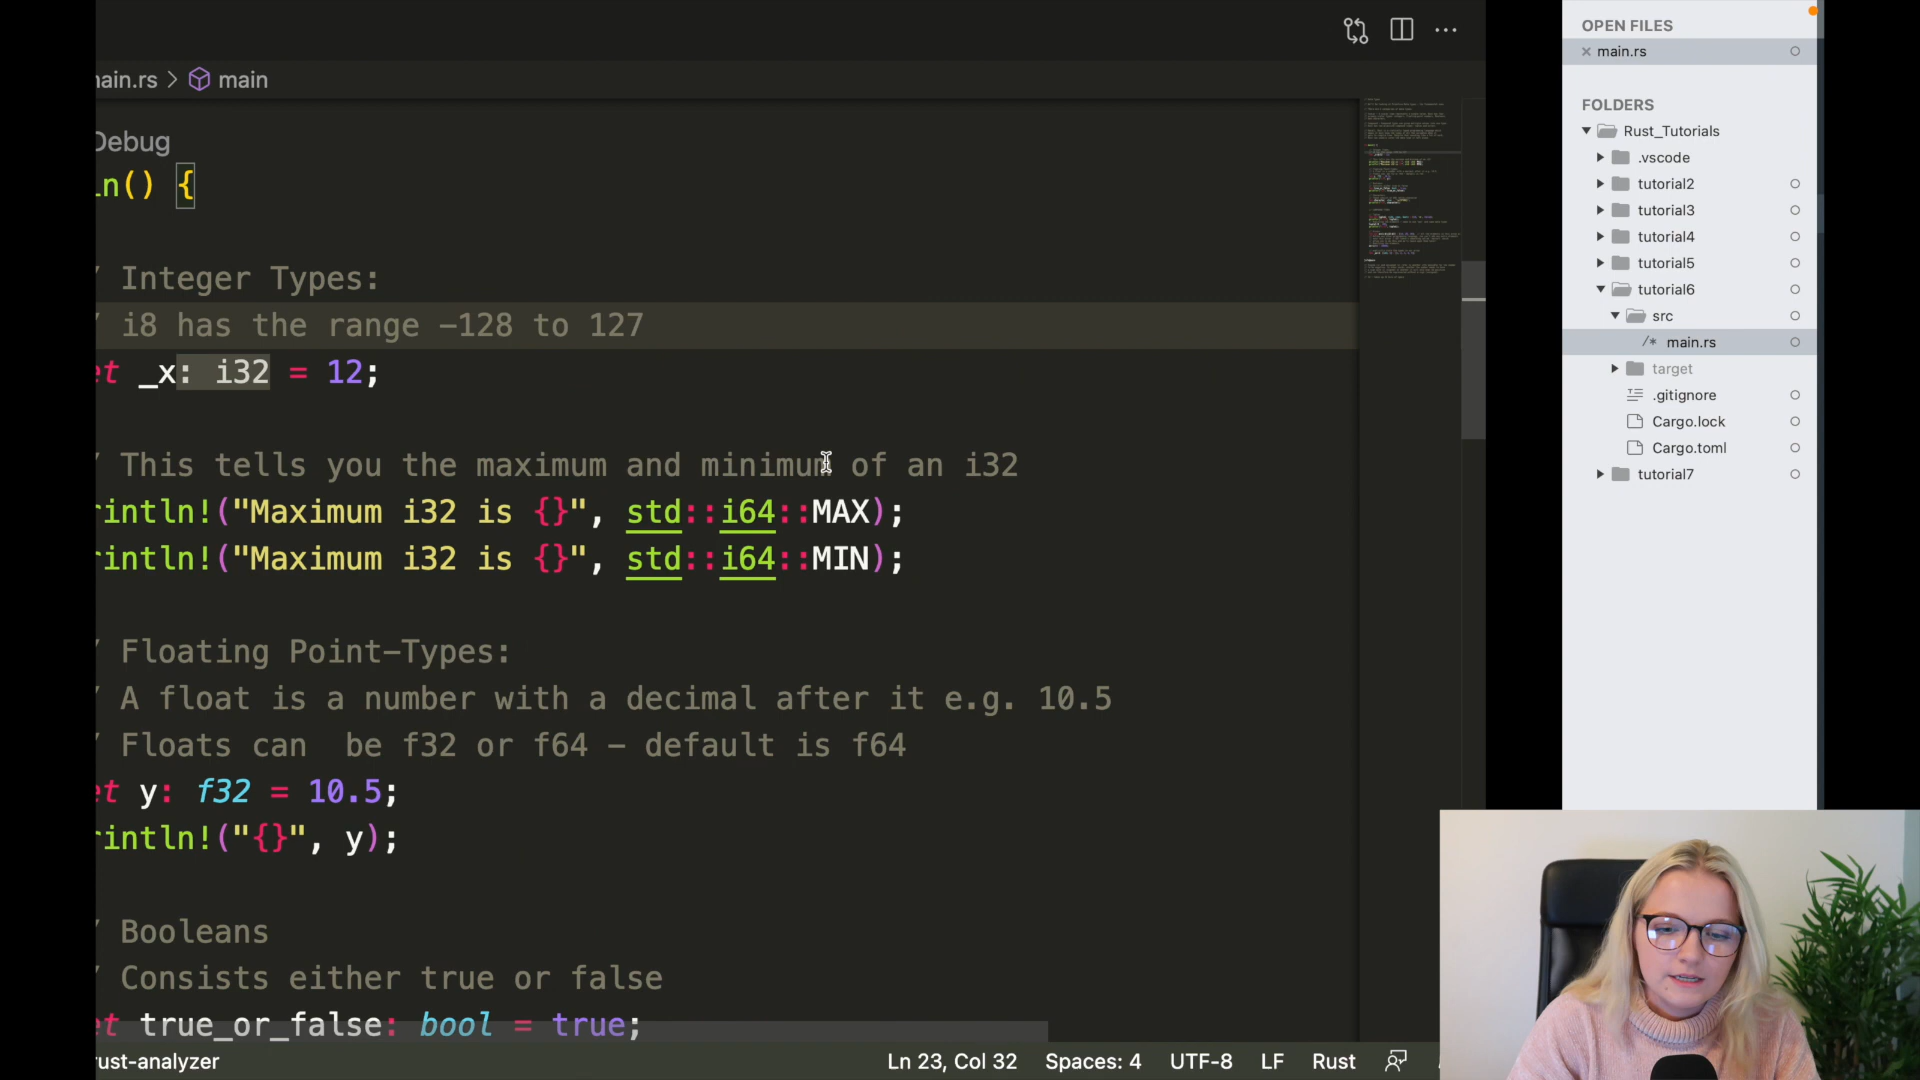 main.rs > main
Debug
in() {
/ Integer Types:
/ i8 has the range -128 to 127
et _x: i32 = 12;
/ This tells you the maximum and minimum of an i32
rintln!("Maximum i32 is {}", std::i64::MAX);
rintln!("Maximum i32 is {}", std::i64::MIN);
/ Floating Point-Types:
/ A float is a number with a decimal after it e.g. 10.5
/ Floats can  be f32 or f64 - default is f64
et y: f32 = 10.5;
rintln!("{}", y);
/ Booleans
/ Consists either true or false
et true_or_false: bool = true;
rust-analyzer
Ln 23, Col 32
Spaces: 4
UTF-8
LF
Rust
OPEN FILES
× main.rs
FOLDERS
Rust_Tutorials
.vscode
tutorial2
tutorial3
tutorial4
tutorial5
tutorial6
src
/* main.rs
target
.gitignore
Cargo.lock
Cargo.toml
tutorial7